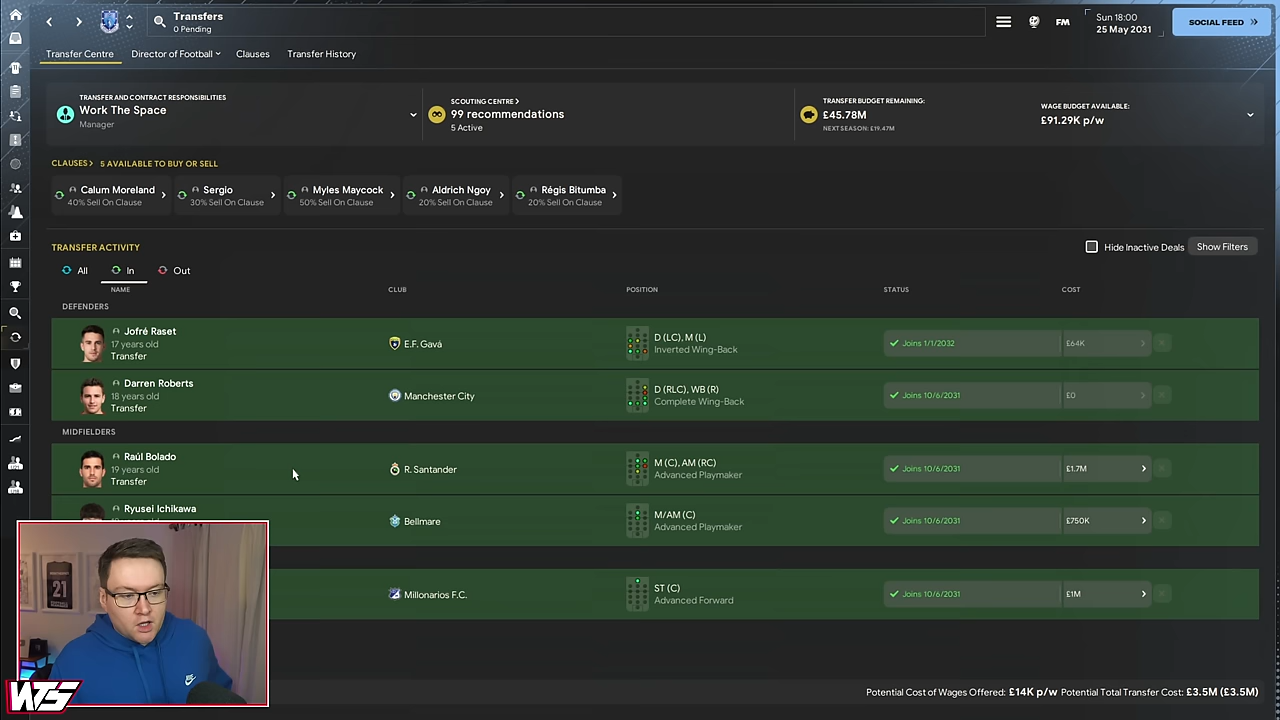 Transfers
0 Pending
FM
Sun 18:00
25 May 2031
SOCIAL FEED
Transfer Centre
Director of Football
Clauses
Transfer History
TRANSFER AND CONTRACT RESPONSIBILITIES
Work The Space
Manager
SCOUTING CENTRE >
99 recommendations
5 Active
TRANSFER BUDGET REMAINING:
£45.78M
NEXT SEASON: £19.47M
WAGE BUDGET AVAILABLE:
£91.29K p/w
CLAUSES > 5 AVAILABLE TO BUY OR SELL
Calum Moreland
40% Sell On Clause
Sergio
30% Sell On Clause
Myles Maycock
50% Sell On Clause
Aldrich Ngoy
20% Sell On Clause
Régis Bitumba
20% Sell On Clause
TRANSFER ACTIVITY
Hide Inactive Deals
Show Filters
All
In
Out
NAME
CLUB
POSITION
STATUS
COST
DEFENDERS
Jofré Raset
17 years old
Transfer
E.F. Gavá
D (LC), M (L)
Inverted Wing-Back
Joins 1/1/2032
£64K
Darren Roberts
18 years old
Transfer
Manchester City
D (RLC), WB (R)
Complete Wing-Back
Joins 10/6/2031
£0
MIDFIELDERS
Raúl Bolado
19 years old
Transfer
R. Santander
M (C), AM (RC)
Advanced Playmaker
Joins 10/6/2031
£1.7M
Ryusei Ichikawa
Bellmare
M/AM (C)
Advanced Playmaker
Joins 10/6/2031
£750K
Millonarios F.C.
ST (C)
Advanced Forward
Joins 10/6/2031
£1M
21
WTS
Potential Cost of Wages Offered: £14K p/w Potential Total Transfer Cost: £3.5M (£3.5M)